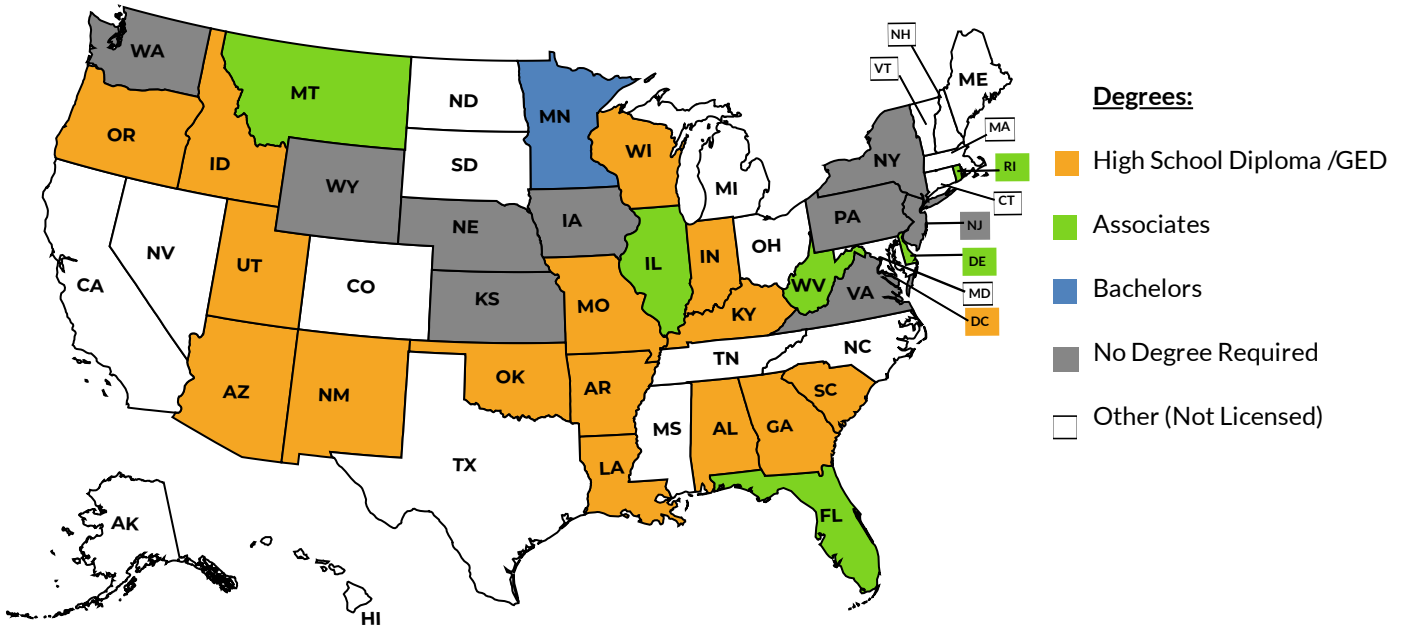 WA
MT
ND
MN
OR
ID
SD
WI
WY
MI
NY
ME
NH
VT
MA
RI
CT
NJ
DE
MD
DC
NE
IA
PA
OH
NV
UT
CO
IL
IN
WV
VA
CA
KS
MO
KY
NC
TN
AZ
NM
OK
AR
SC
MS
AL
GA
TX
LA
FL
AK
HI
Degrees:
High School Diploma /GED
Associates
Bachelors
No Degree Required
Other (Not Licensed)